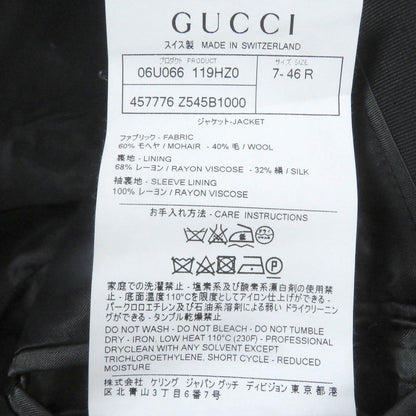 GUCCI
スイス製 MADE IN SWITZERLAND
プロダクト PRODUCT
サイズ SIZE
06U066 119HZ0
7- 46 R
457776 Z545B1000
ジャケット-JACKET
ファブリック - FABRIC
60% モヘヤ / MOHAIR - 40% 毛 / WOOL
裏地 - LINING
68% レーヨン / RAYON VISCOSE - 32% 絹 / SILK
袖裏地 - SLEEVE LINING
100% レーヨン / RAYON VISCOSE
お手入れ方法 - CARE INSTRUCTIONS
家庭での洗濯禁止 - 塩素系及び酸素系漂白剤の使用禁
止 - 底面温度110℃を限度としてアイロン仕上げができる -
パークロロエチレン及び石油系溶剤による弱い ドライクリーニン
グができる - タンブル乾燥禁止
DO NOT WASH - DO NOT BLEACH - DO NOT TUMBLE
DRY - IRON, LOW HEAT 110°C (230F) - PROFESSIONAL
DRYCLEAN WITH ANY SOLVENT EXCEPT
TRICHLOROETHYLENE, SHORT CYCLE - REDUCED
MOISTURE
株式会社 ケリング ジャパン グッチ ディビジョン 東京都 港
区北青山3丁目6番7号